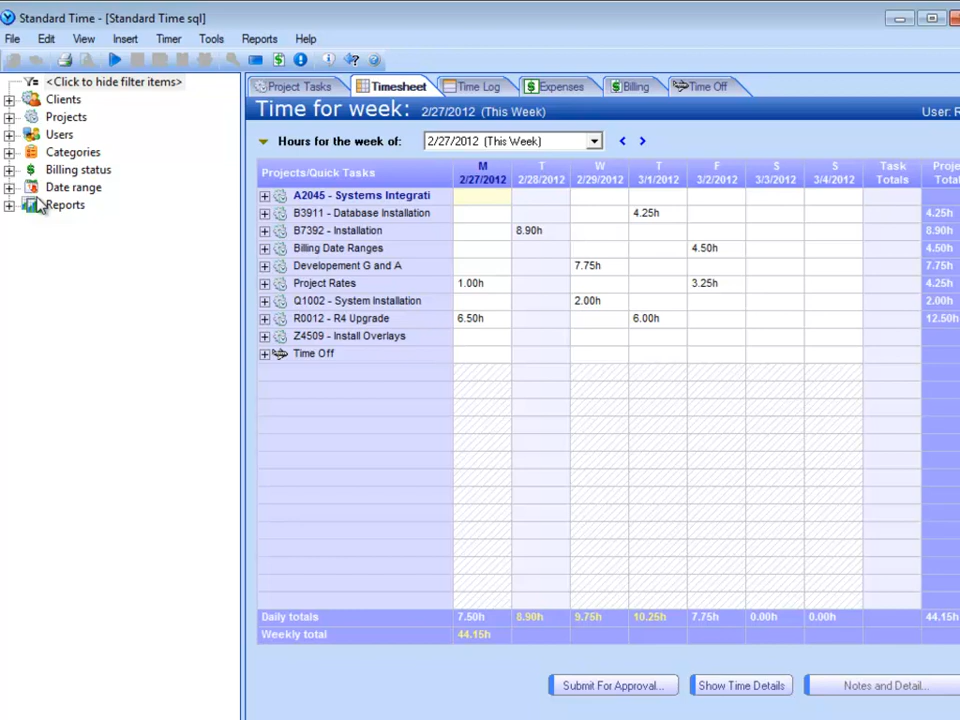 Standard Time - [Standard Time sql]
File Edit View Insert Timer Tools Reports Help
<Click to hide filter items>
Clients
Projects
Users
Categories
Billing status
Date range
Reports
Project Tasks Timesheet Time Log Expenses Billing Time Off
Time for week: 2/27/2012 (This Week) User: R
Hours for the week of: 2/27/2012 (This Week)
Projects/Quick Tasks M T W T F S S Task Proje
2/27/2012 2/28/2012 2/29/2012 3/1/2012 3/2/2012 3/3/2012 3/4/2012 Totals Total
A2045 - Systems Integrati
B3911 - Database Installation 4.25h 4.25h
B7392 - Installation 8.90h 8.90h
Billing Date Ranges 4.50h 4.50h
Developement G and A 7.75h 7.75h
Project Rates 1.00h 3.25h 4.25h
Q1002 - System Installation 2.00h 2.00h
R0012 - R4 Upgrade 6.50h 6.00h 12.50h
Z4509 - Install Overlays
Time Off
Daily totals 7.50h 8.90h 9.75h 10.25h 7.75h 0.00h 0.00h 44.15h
Weekly total 44.15h
Submit For Approval... Show Time Details Notes and Detail...